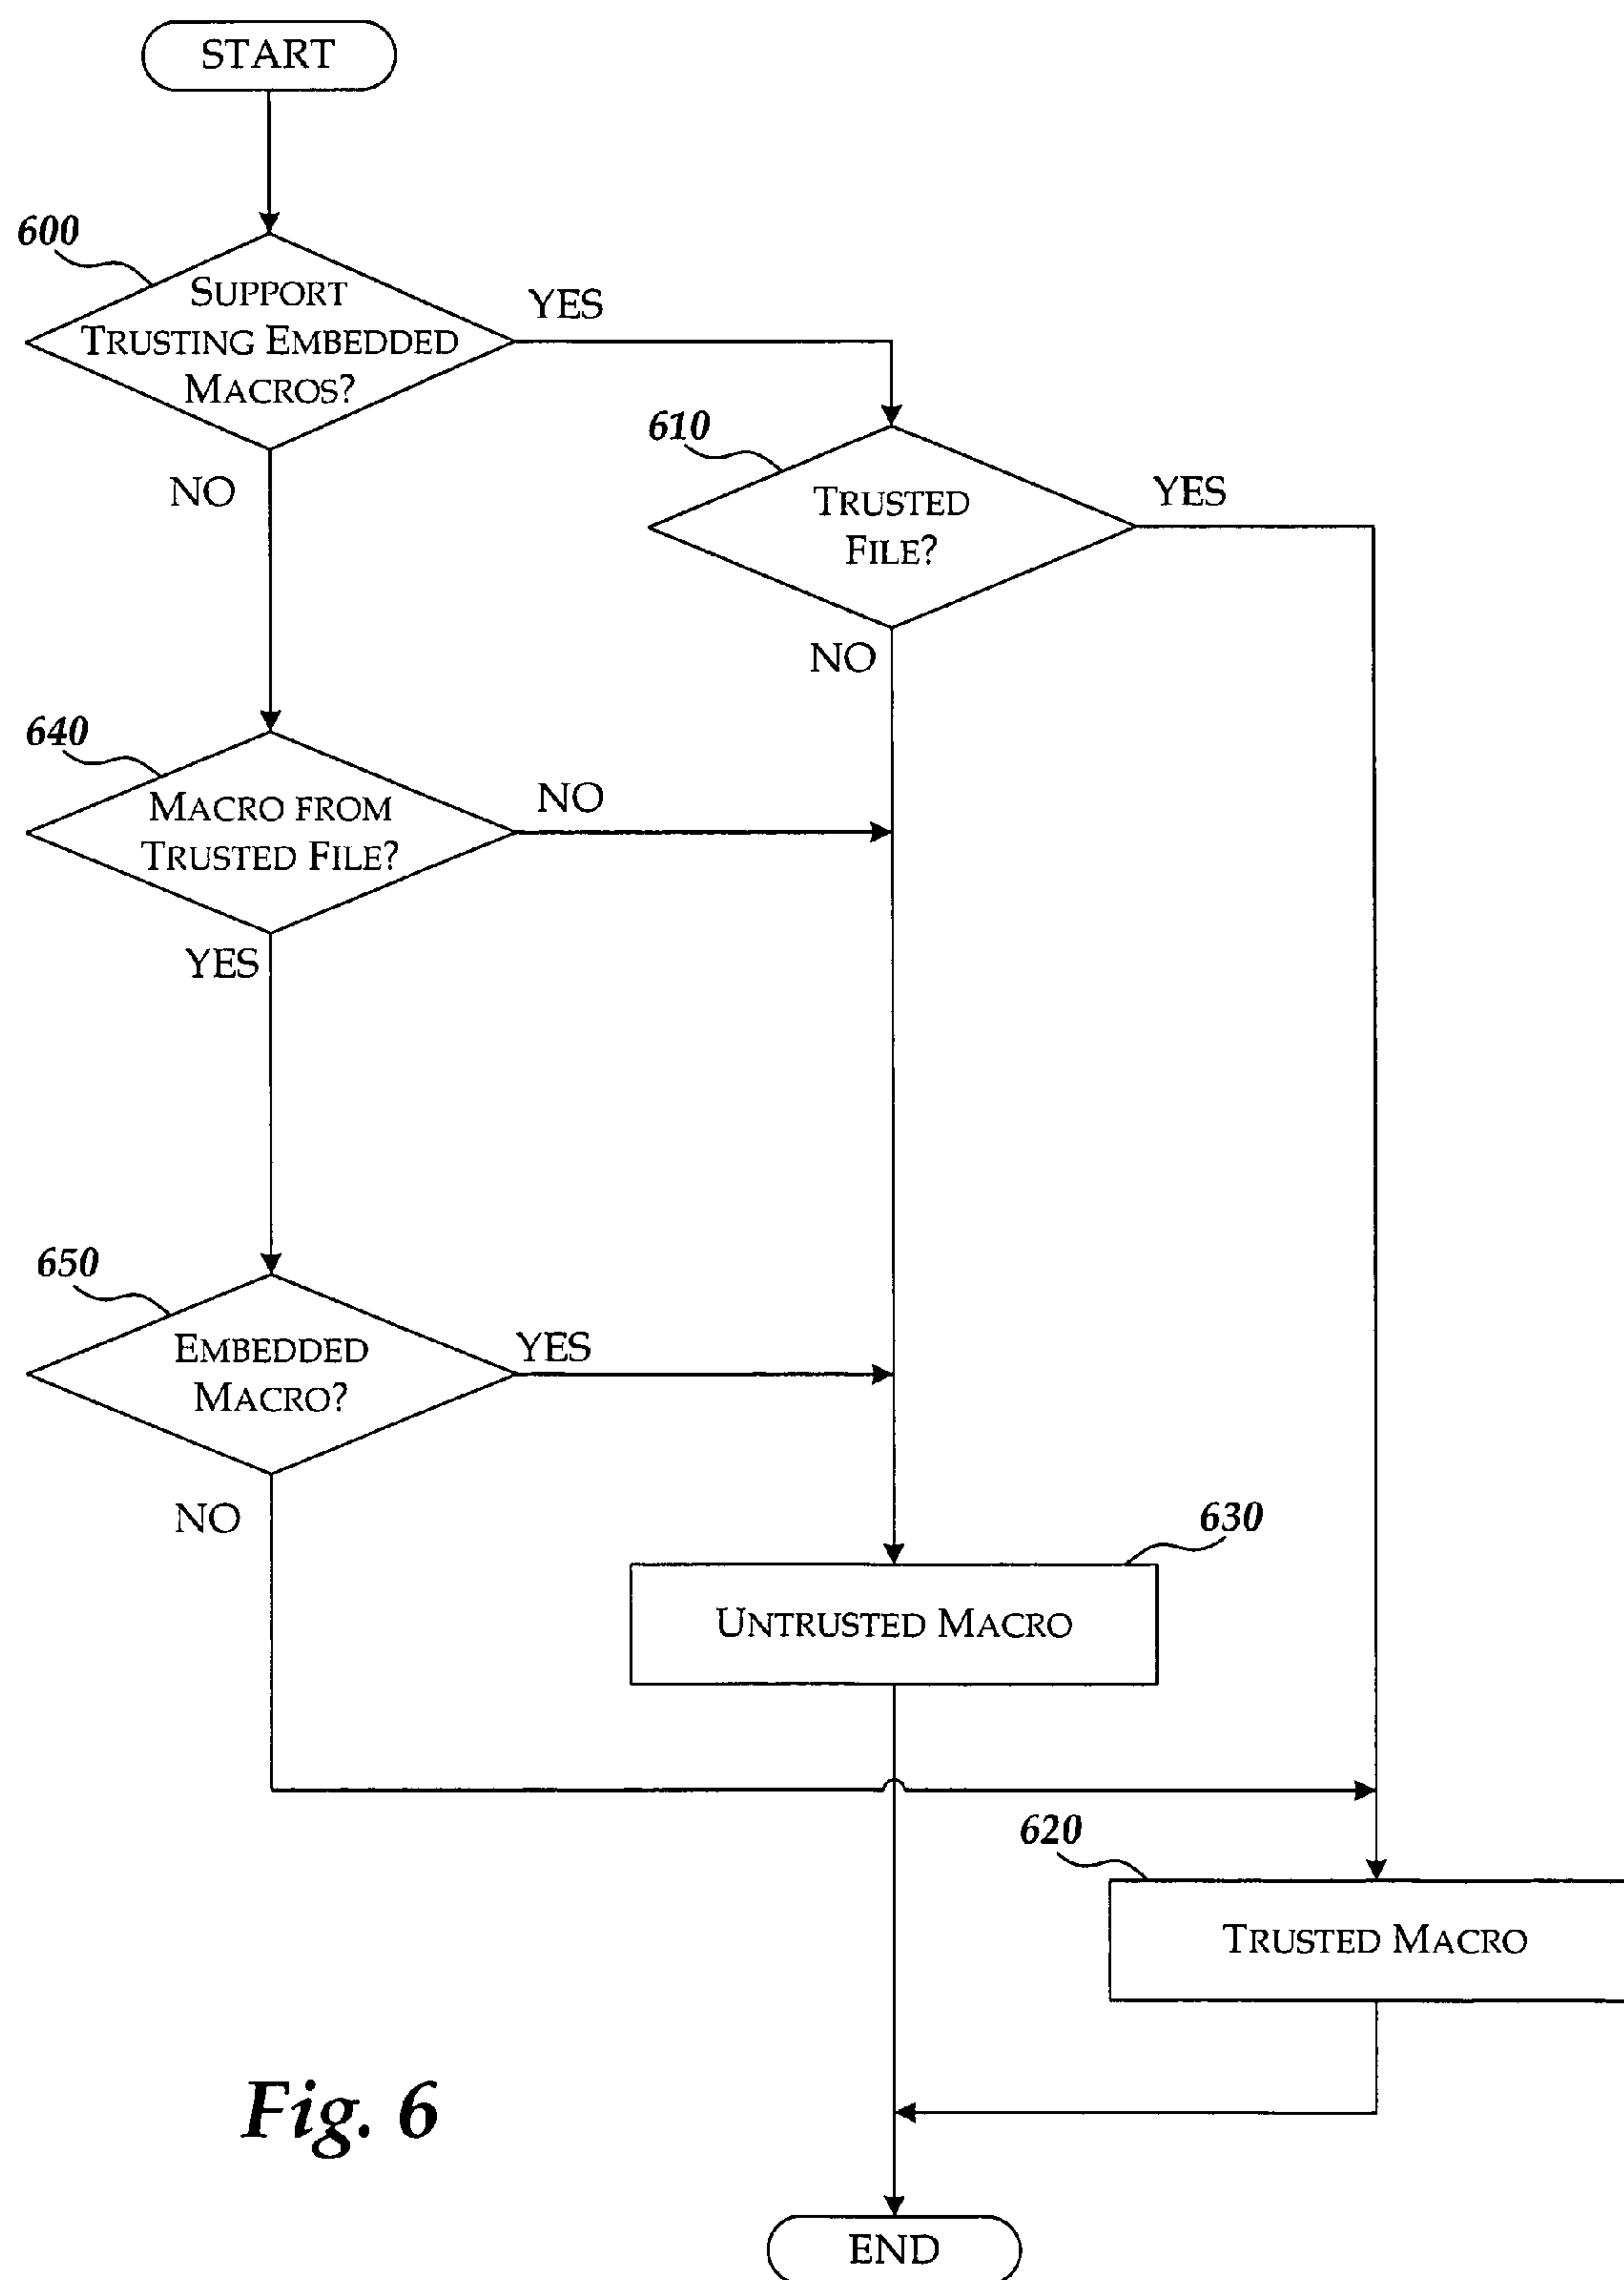 START
600
SUPPORT
TRUSTING EMBEDDED
MACROS?
YES
NO
610
TRUSTED
FILE?
YES
NO
640
MACRO FROM
TRUSTED FILE?
NO
YES
650
EMBEDDED
MACRO?
YES
NO
630
UNTRUSTED MACRO
620
TRUSTED MACRO
Fig. 6
END